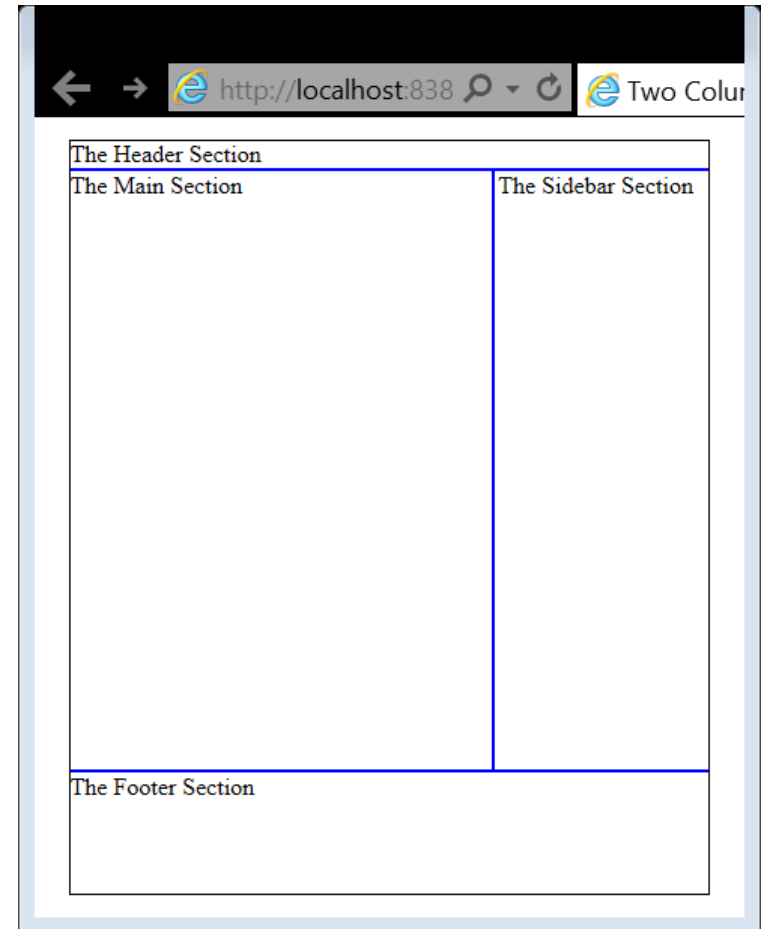 http://localhost:838
Two Colu
The Header Section
The Main Section
The Sidebar Section
The Footer Section